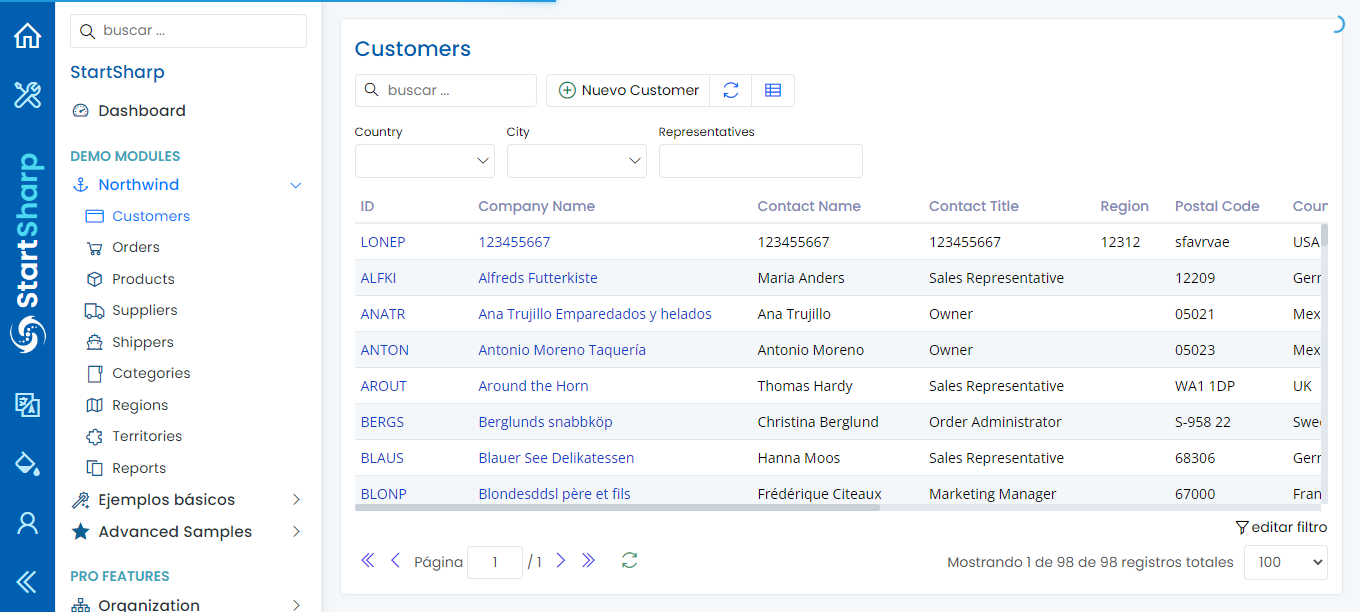 StartSharp
buscar ...
StartSharp
Dashboard
DEMO MODULES
Northwind
Customers
Orders
Products
Suppliers
Shippers
Categories
Regions
Territories
Reports
Ejemplos básicos
Advanced Samples
PRO FEATURES
Organization
Customers
buscar ... Nuevo Customer
Country City Representatives
ID Company Name Contact Name Contact Title Region Postal Code Coun
LONEP 123455667 123455667 123455667 12312 sfavrvae USA
ALFKI Alfreds Futterkiste Maria Anders Sales Representative 12209 Germ
ANATR Ana Trujillo Emparedados y helados Ana Trujillo Owner 05021 Mex
ANTON Antonio Moreno Taquería Antonio Moreno Owner 05023 Mex
AROUT Around the Horn Thomas Hardy Sales Representative WA1 1DP UK
BERGS Berglunds snabbköp Christina Berglund Order Administrator S-958 22 Swe
BLAUS Blauer See Delikatessen Hanna Moos Sales Representative 68306 Germ
BLONP Blondesddsl père et fils Frédérique Citeaux Marketing Manager 67000 Fran
editar filtro
Página 1 / 1 Mostrando 1 de 98 de 98 registros totales 100